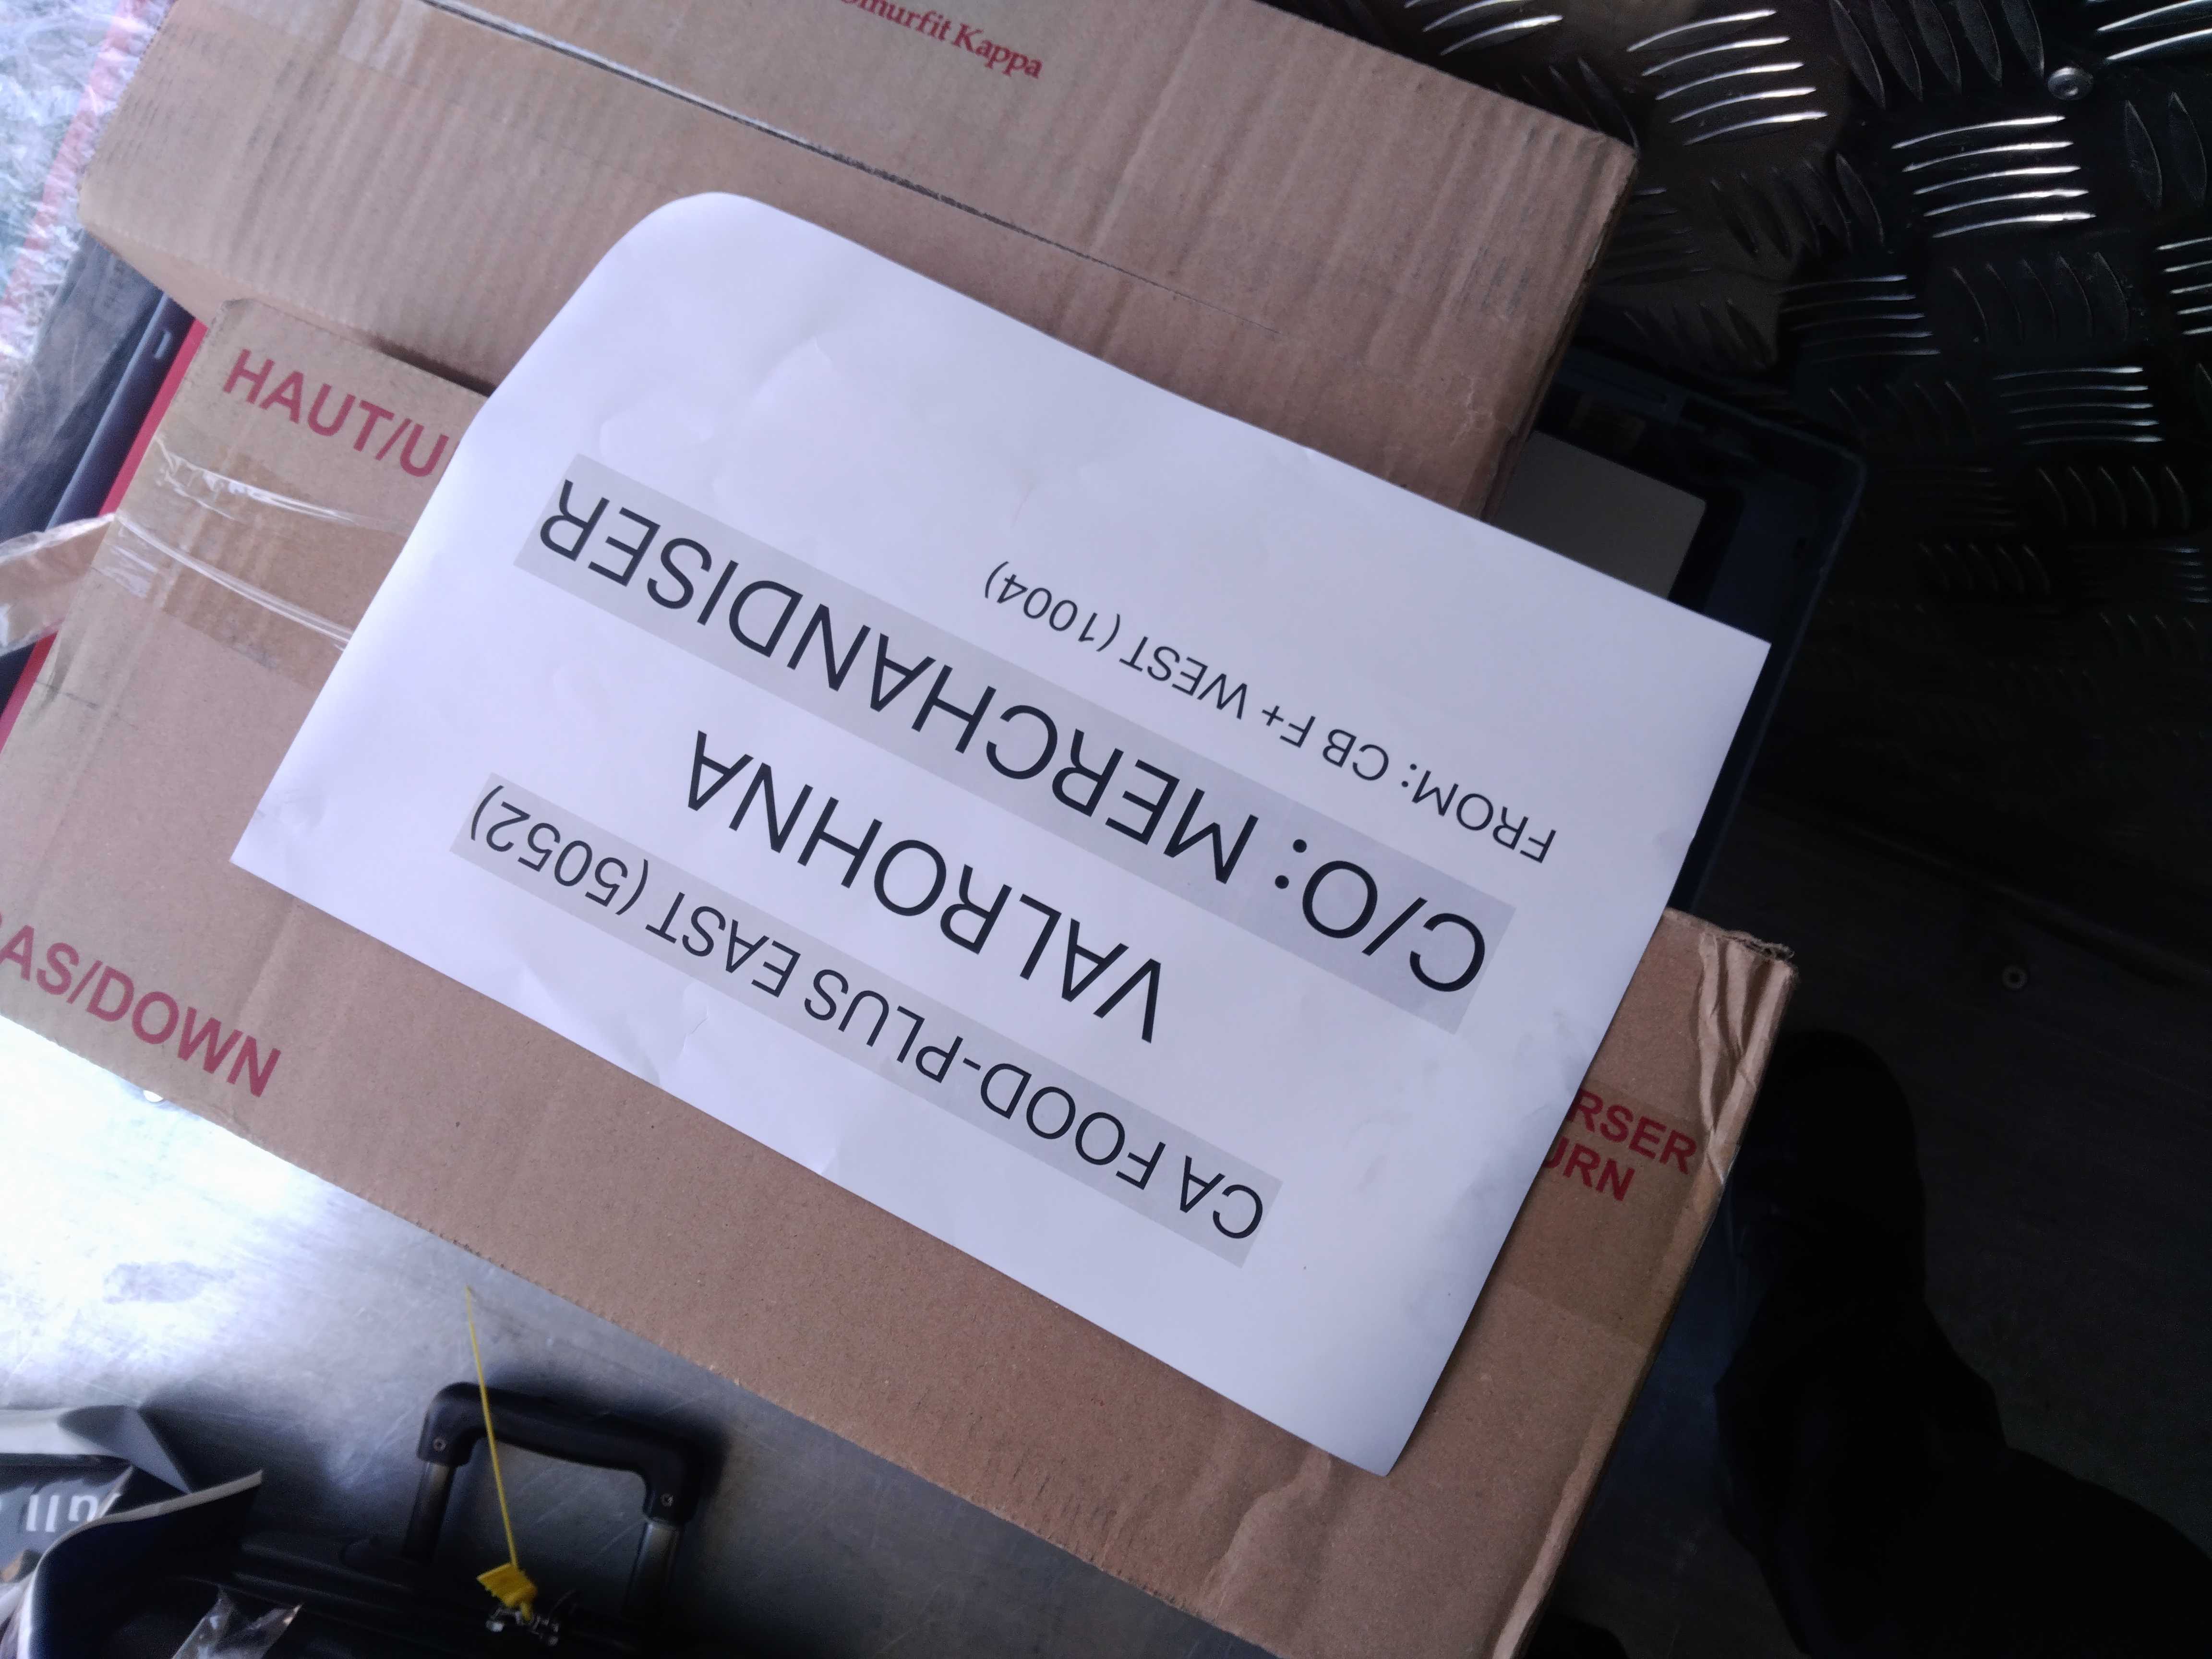 Smurfit Kappa
HAUT/U
AS/DOWN
CA FOOD-PLUS EAST (5052)
VALROHNA
C/O: MERCHANDISER
FROM: CB F+ WEST (1004)
RSER
URN